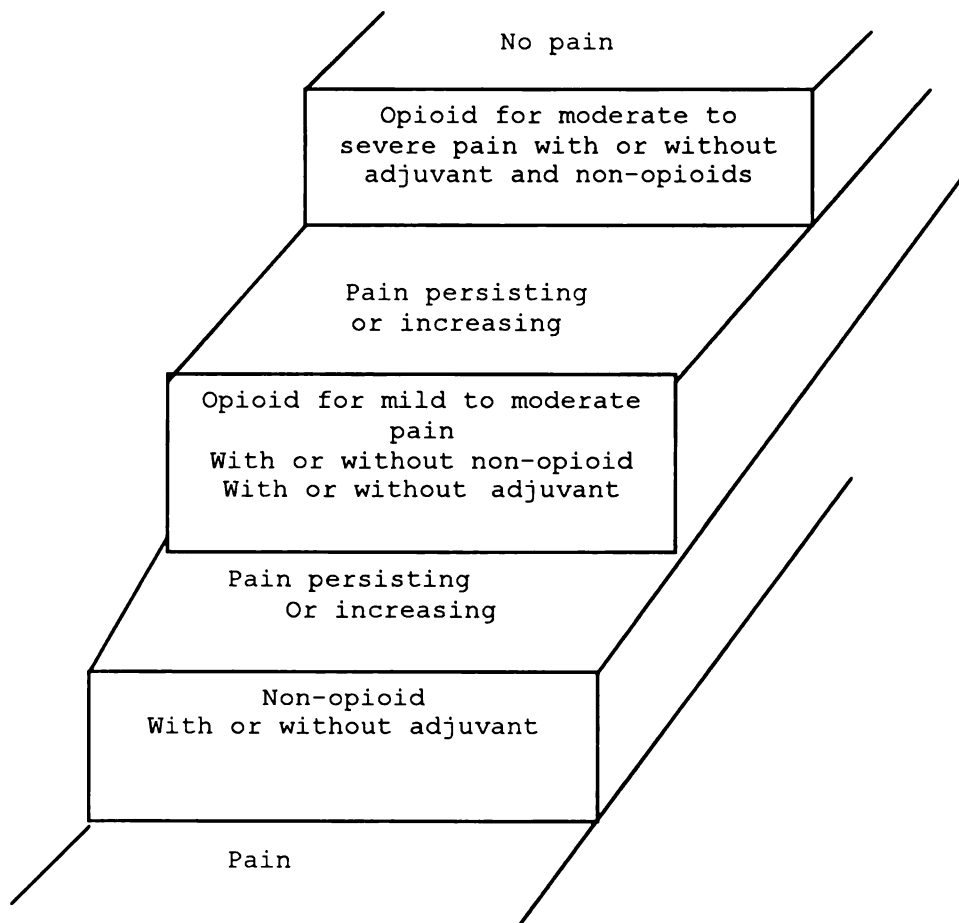 No pain
Opioid for moderate to
severe pain with or without
adjuvant and non-opioids
Pain persisting
or increasing
Opioid for mild to moderate
pain
With or without non-opioid
With or without adjuvant
Pain persisting
Or increasing
Non-opioid
With or without adjuvant
Pain